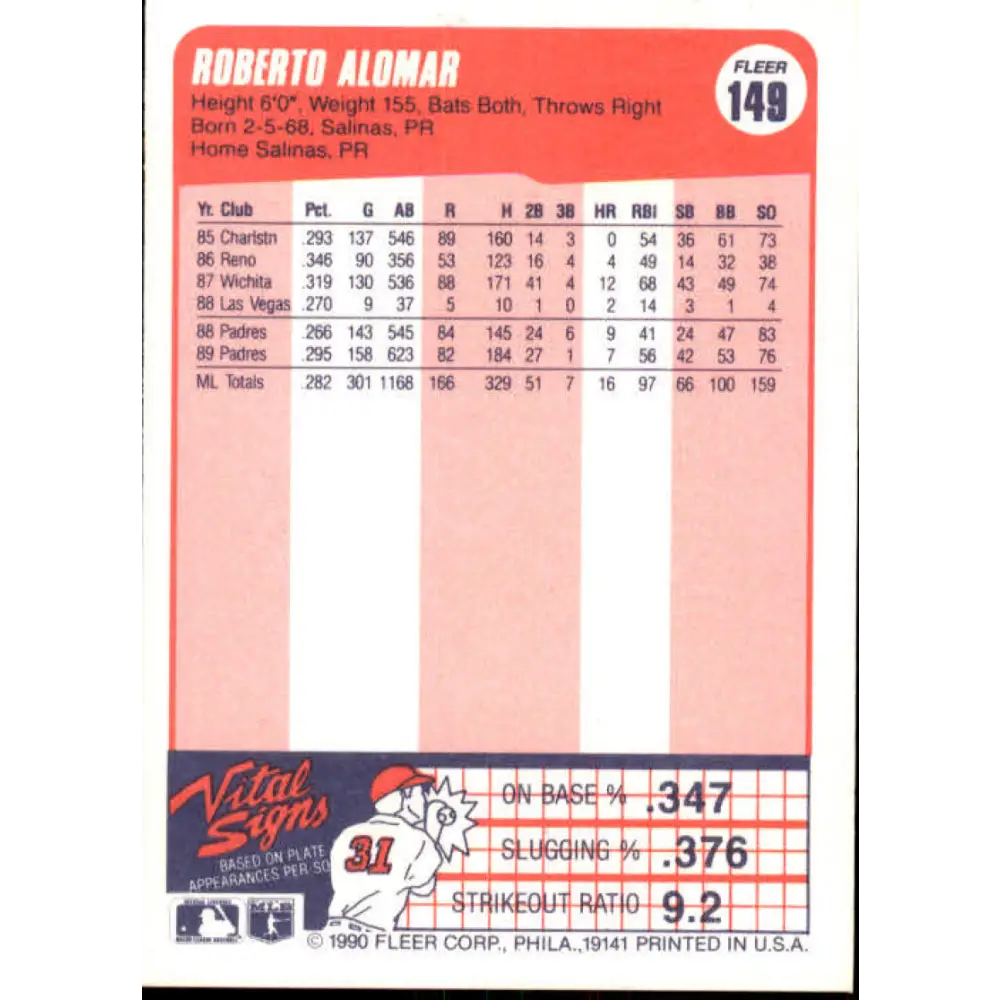 ROBERTO ALOMAR
Height 6'0", Weight 155, Bats Both, Throws Right
Born 2-5-68, Salinas, PR
Home Salinas, PR
FLEER
149
Yr. Club Pct. G AB R H 2B 3B HR RBI SB BB SO
85 Charlstn .293 137 546 89 160 14 3 0 54 36 61 73
86 Reno .346 90 356 53 123 16 4 4 49 14 32 38
87 Wichita .319 130 536 88 171 41 4 12 68 43 49 74
88 Las Vegas .270 9 37 5 10 1 0 2 14 3 1 4
88 Padres .266 143 545 84 145 24 6 9 41 24 47 83
89 Padres .295 158 623 82 184 27 1 7 56 42 53 76
ML Totals .282 301 1168 166 329 51 7 16 97 66 100 159
Vital
Signs
BASED ON PLATE
APPEARANCES PER SO
31
ON BASE % .347
SLUGGING % .376
STRIKEOUT RATIO 9.2
© 1990 FLEER CORP., PHILA.,19141 PRINTED IN U.S.A.